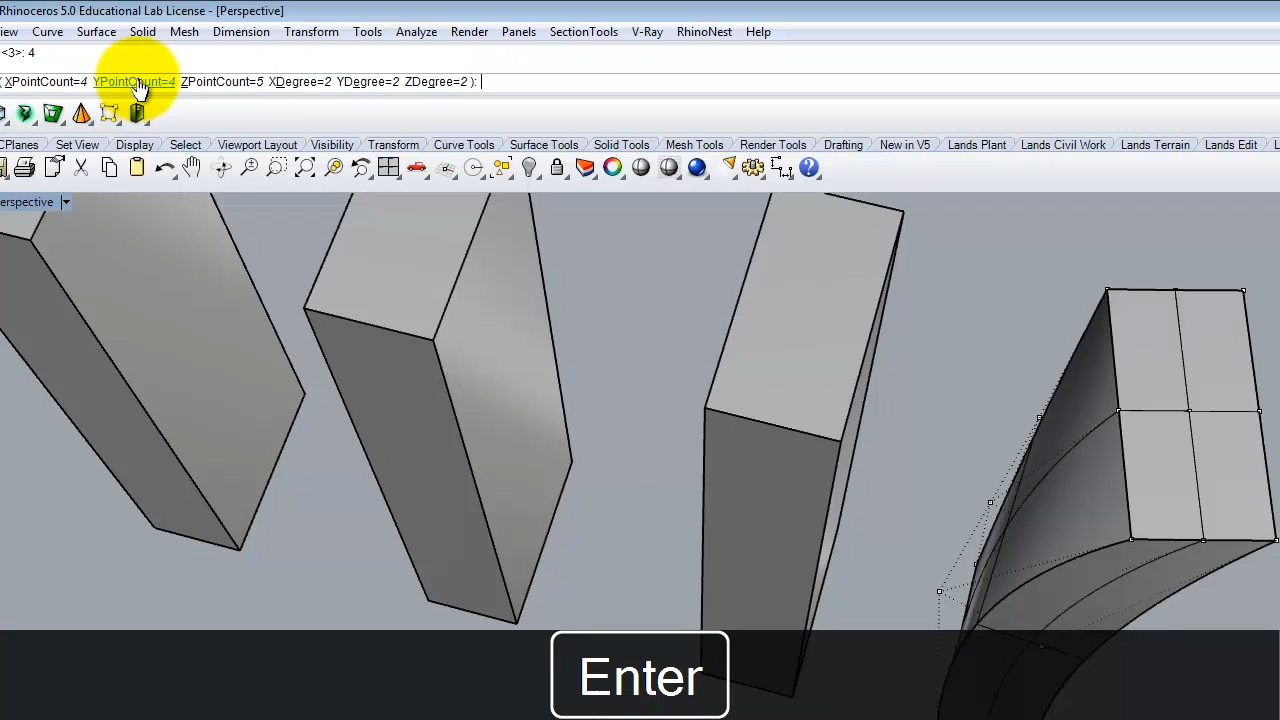 Rhinoceros 5.0 Educational Lab License - [Perspective]
iew Curve Surface Solid Mesh Dimension Transform Tools Analyze Render Panels SectionTools V-Ray RhinoNest Help
<3>: 4
( XPointCount=4 YPointCount=4 ZPointCount=5 XDegree=2 YDegree=2 ZDegree=2 ):
CPlanes Set View Display Select Viewport Layout Visibility Transform Curve Tools Surface Tools Solid Tools Mesh Tools Render Tools Drafting New in V5 Lands Plant Lands Civil Work Lands Terrain Lands Edit L
erspective
Enter